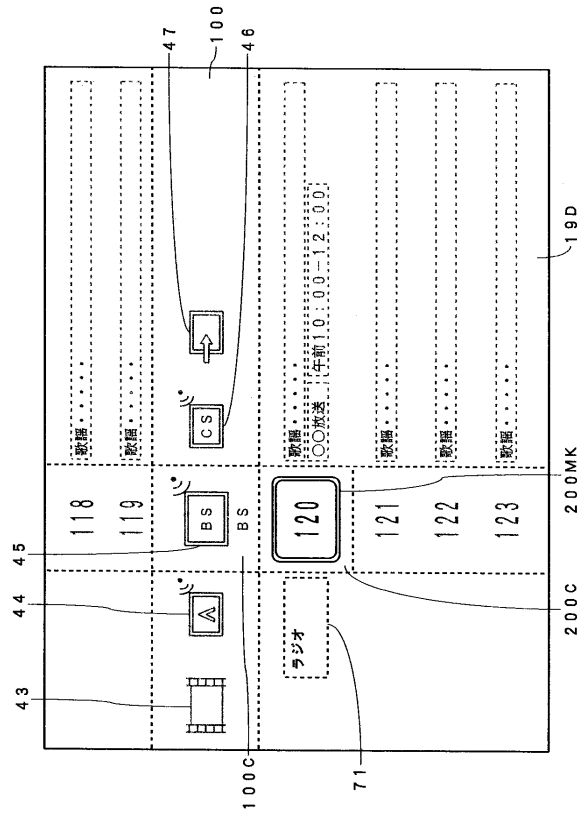 43 44 45
118 歌謡・・・・・
119 歌謡・・・・・
47
A BS CS
100
BS
46
100C
ラジオ 120 歌謡・・・・・
○○放送 午前10:00-12:00
71
121 歌謡・・・・・
122 歌謡・・・・・
123 歌謡・・・・・
200C 200MK 19D